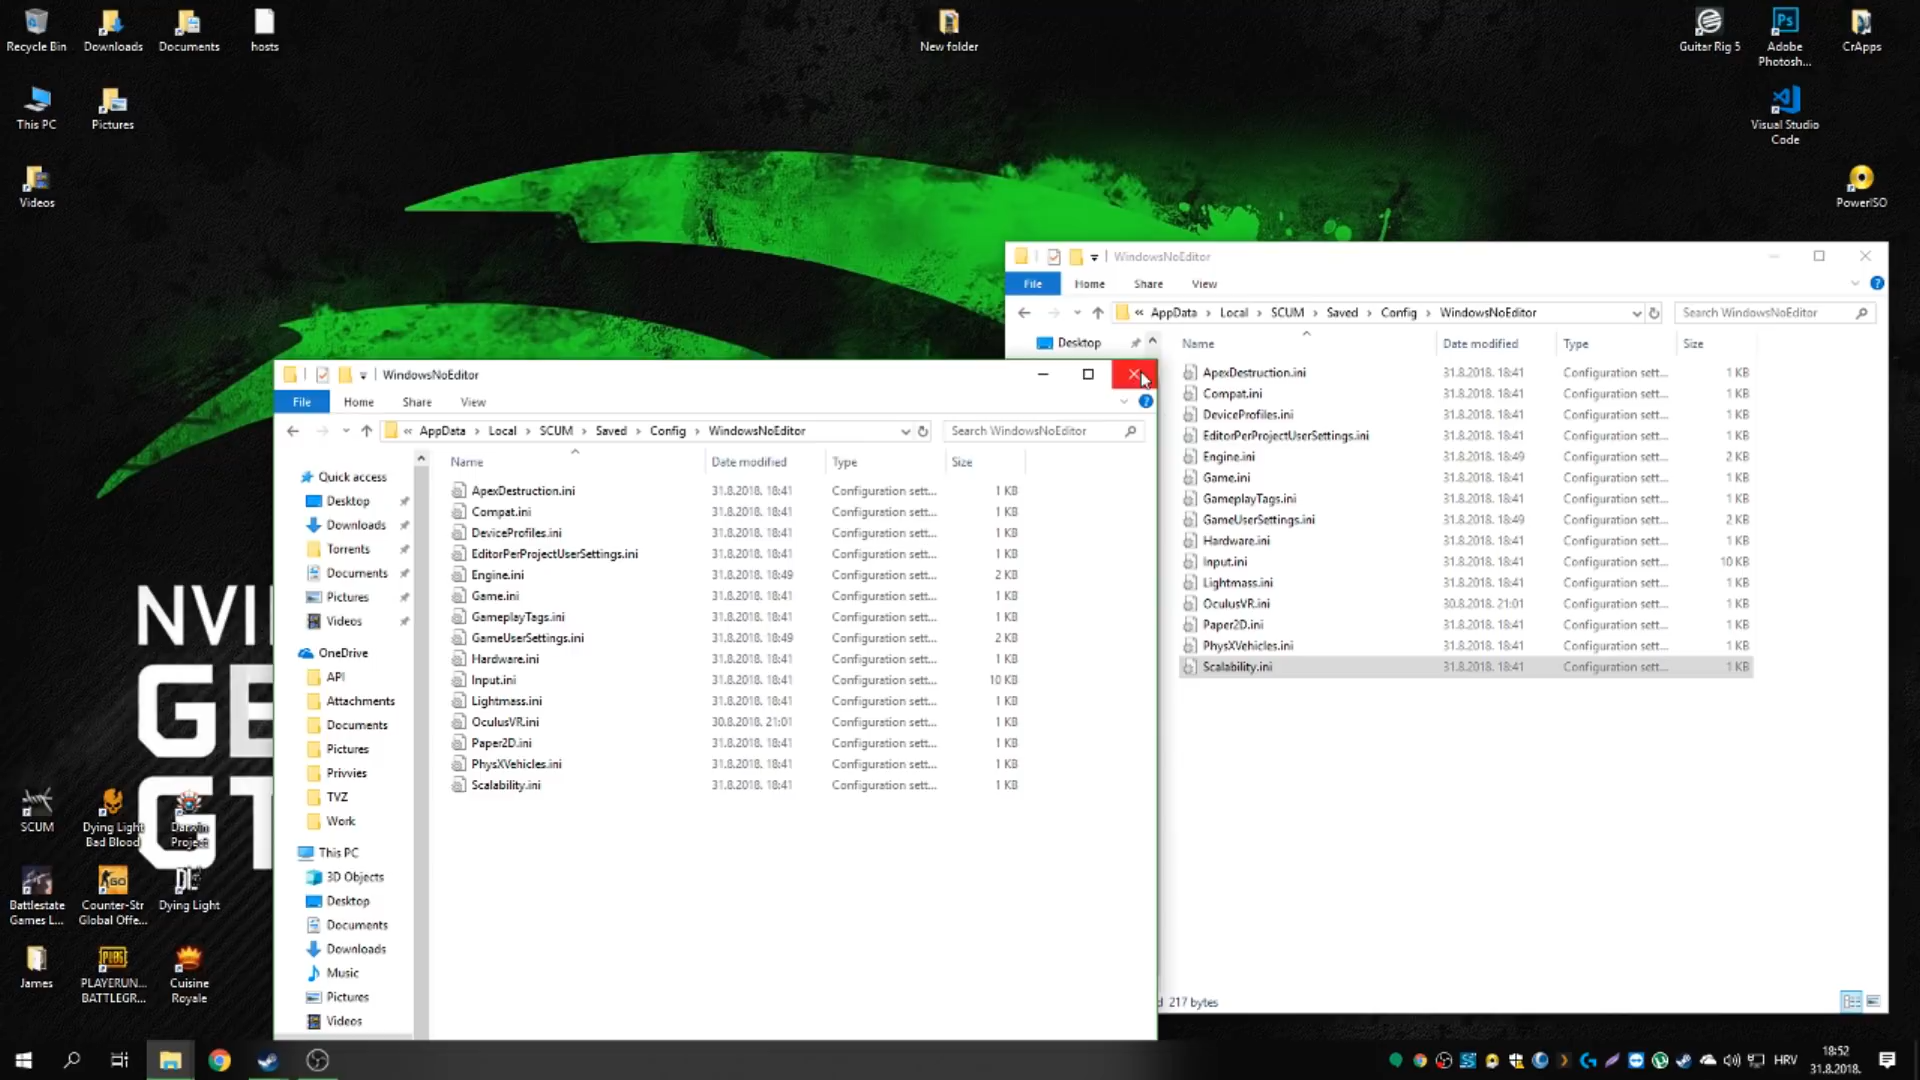 Recycle Bin
Downloads
Documents
hosts
New folder
Guitar Rig 5
Adobe
Photosh...
CrApps
This PC
Pictures
Visual Studio
Code
Videos
PowerISO
WindowsNoEditor
File Home Share View
« AppData › Local › SCUM › Saved › Config › WindowsNoEditor
Search WindowsNoEditor
Desktop
Name Date modified Type Size
ApexDestruction.ini 31.8.2018. 18:41 Configuration sett... 1 KB
Compat.ini 31.8.2018. 18:41 Configuration sett... 1 KB
DeviceProfiles.ini 31.8.2018. 18:41 Configuration sett... 1 KB
EditorPerProjectUserSettings.ini 31.8.2018. 18:41 Configuration sett... 1 KB
Engine.ini 31.8.2018. 18:49 Configuration sett... 2 KB
Game.ini 31.8.2018. 18:41 Configuration sett... 1 KB
GameplayTags.ini 31.8.2018. 18:41 Configuration sett... 1 KB
GameUserSettings.ini 31.8.2018. 18:49 Configuration sett... 2 KB
Hardware.ini 31.8.2018. 18:41 Configuration sett... 1 KB
Input.ini 31.8.2018. 18:41 Configuration sett... 10 KB
Lightmass.ini 31.8.2018. 18:41 Configuration sett... 1 KB
OculusVR.ini 30.8.2018. 21:01 Configuration sett... 1 KB
Paper2D.ini 31.8.2018. 18:41 Configuration sett... 1 KB
PhysXVehicles.ini 31.8.2018. 18:41 Configuration sett... 1 KB
Scalability.ini 31.8.2018. 18:41 Configuration sett... 1 KB
217 bytes
WindowsNoEditor
File Home Share View
« AppData › Local › SCUM › Saved › Config › WindowsNoEditor
Search WindowsNoEditor
Quick access
Desktop
Downloads
Torrents
Documents
Pictures
Videos
OneDrive
API
Attachments
Documents
Pictures
Privvies
TVZ
Work
This PC
3D Objects
Desktop
Documents
Downloads
Music
Pictures
Videos
Name Date modified Type Size
ApexDestruction.ini 31.8.2018. 18:41 Configuration sett... 1 KB
Compat.ini 31.8.2018. 18:41 Configuration sett... 1 KB
DeviceProfiles.ini 31.8.2018. 18:41 Configuration sett... 1 KB
EditorPerProjectUserSettings.ini 31.8.2018. 18:41 Configuration sett... 1 KB
Engine.ini 31.8.2018. 18:49 Configuration sett... 2 KB
Game.ini 31.8.2018. 18:41 Configuration sett... 1 KB
GameplayTags.ini 31.8.2018. 18:41 Configuration sett... 1 KB
GameUserSettings.ini 31.8.2018. 18:49 Configuration sett... 2 KB
Hardware.ini 31.8.2018. 18:41 Configuration sett... 1 KB
Input.ini 31.8.2018. 18:41 Configuration sett... 10 KB
Lightmass.ini 31.8.2018. 18:41 Configuration sett... 1 KB
OculusVR.ini 30.8.2018. 21:01 Configuration sett... 1 KB
Paper2D.ini 31.8.2018. 18:41 Configuration sett... 1 KB
PhysXVehicles.ini 31.8.2018. 18:41 Configuration sett... 1 KB
Scalability.ini 31.8.2018. 18:41 Configuration sett... 1 KB
NVI
GE
GT
SCUM
Dying Light
Bad Blood
Darwin
Project
Battlestate
Games L...
Counter-Str
Global Offe...
Dying Light
James
PLAYERUN...
BATTLEGR...
Cuisine
Royale
HRV
18:52
31.8.2018.